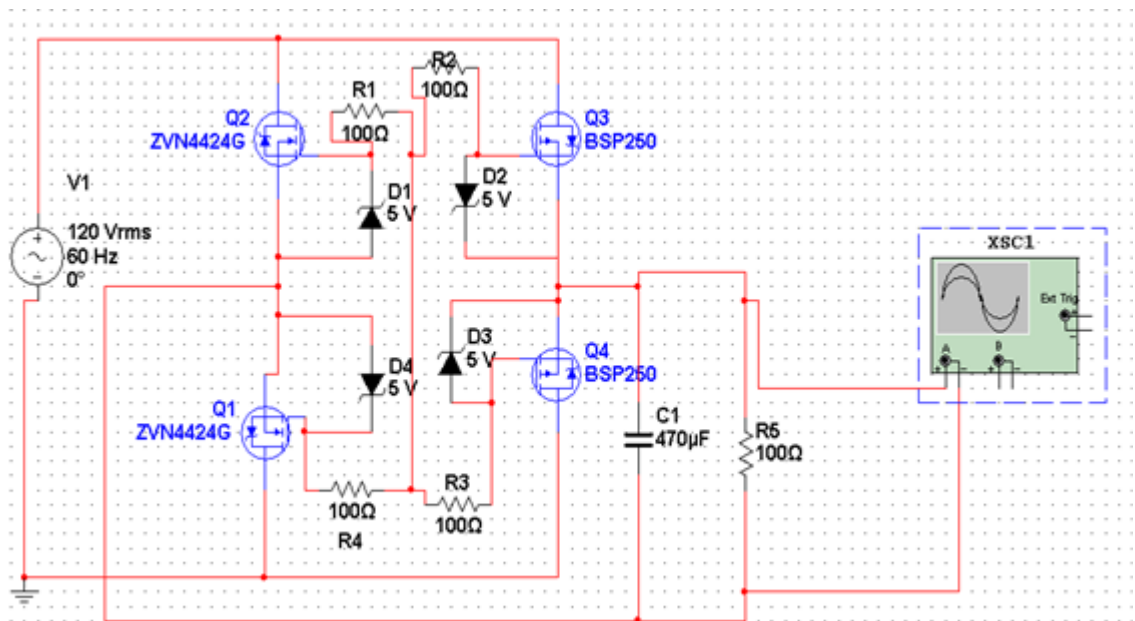 R2
100Ω
R1
100Ω
Q2
ZVN4424G
Q3
BSP250
V1
D1
5 V
D2
5 V
120 Vrms
60 Hz
0°
XSC1
Ext Trig
+
-
A
B
+
-
+
-
D3
5 V
Q4
BSP250
D4
5 V
Q1
ZVN4424G
C1
470µF
R5
100Ω
R3
100Ω
100Ω
R4